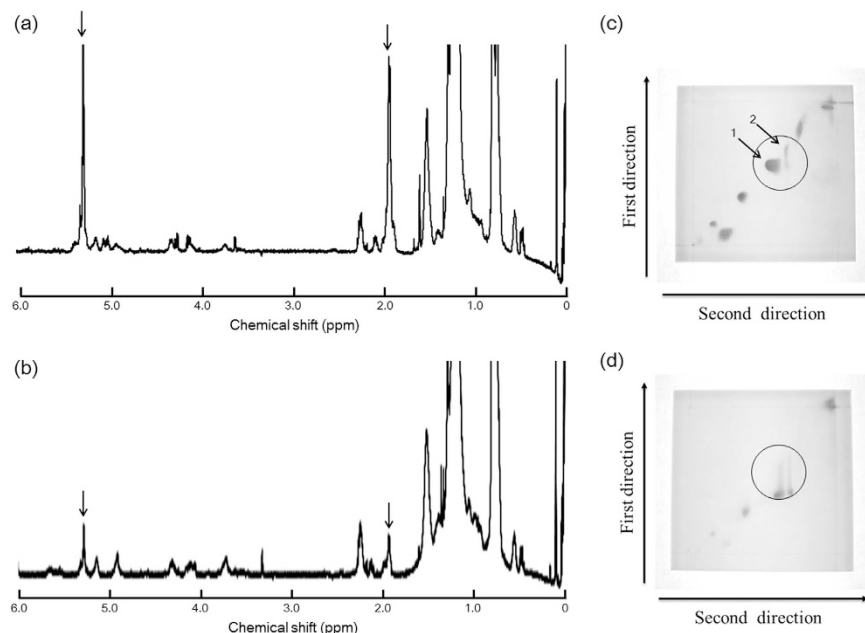 (a)
6.0 5.0 4.0 3.0 2.0 1.0 0
Chemical shift (ppm)
(b)
6.0 5.0 4.0 3.0 2.0 1.0 0
Chemical shift (ppm)
(c)
First direction
1
2
Second direction
(d)
First direction
Second direction